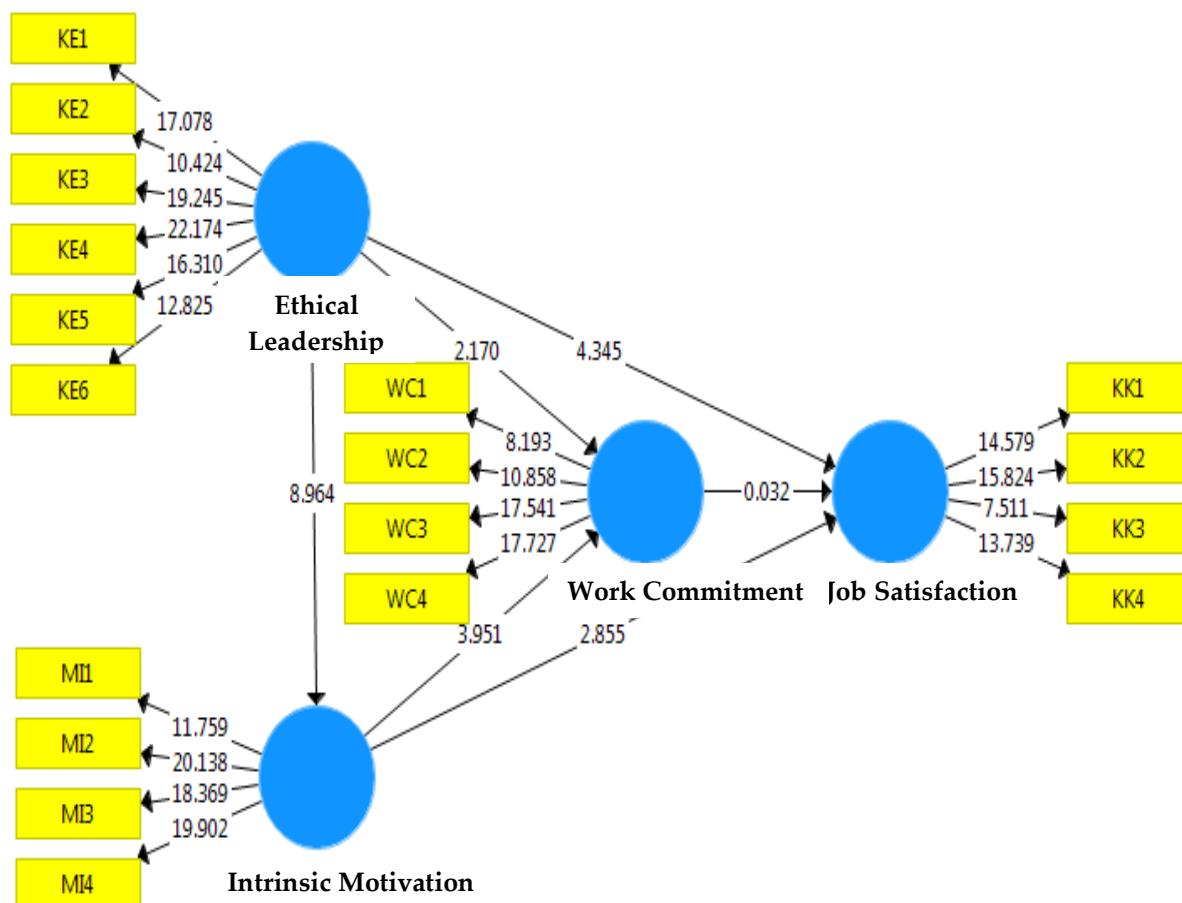 KE1
17.078
KE2
10.424
KE3
19.245
22.174
KE4
16.310
KE5
12.825
KE6
Ethical
Leadership
2.170
4.345
WC1
8.193
WC2
10.858
WC3
17.541
17.727
WC4
8.964
0.032
KK1
14.579
KK2
15.824
7.511
KK3
13.739
KK4
Work Commitment
Job Satisfaction
3.951
2.855
MI1
11.759
MI2
20.138
18.369
MI3
19.902
MI4
Intrinsic Motivation